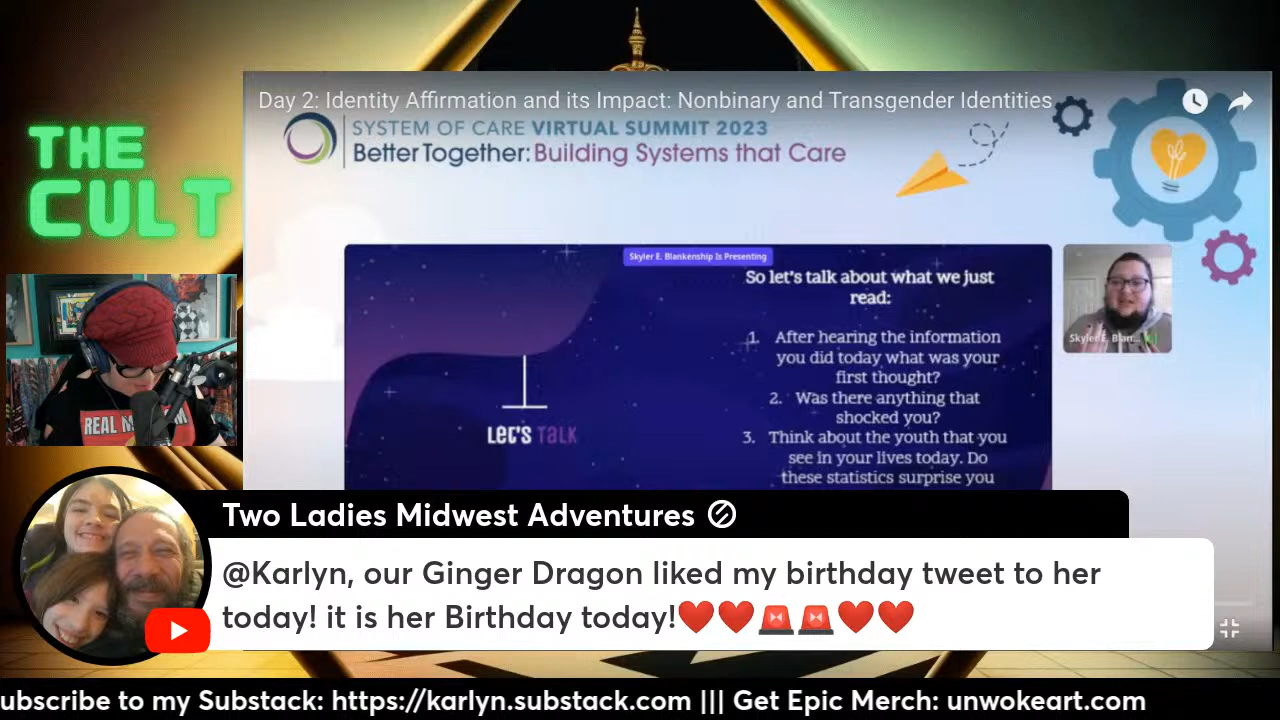 Day 2: Identity Affirmation and its Impact: Nonbinary and Transgender Identities
SYSTEM OF CARE VIRTUAL SUMMIT 2023
Better Together: Building Systems that Care
THE
CULT
Skyler E. Blankenship Is Presenting
So let's talk about what we just
read:
1. After hearing the information
you did today what was your
first thought?
2. Was there anything that
shocked you?
3. Think about the youth that you
see in your lives today. Do
these statistics surprise you
LET'S TALK
Skyler E. Blan...
REAL
Two Ladies Midwest Adventures
@Karlyn, our Ginger Dragon liked my birthday tweet to her
today! it is her Birthday today!❤️❤️🚨🚨❤️❤️
ubscribe to my Substack: https://karlyn.substack.com ||| Get Epic Merch: unwokeart.com